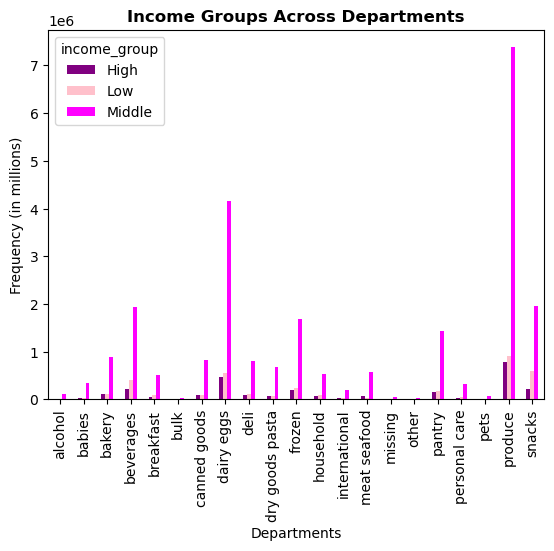 Income Groups Across Departments
1e6
income_group
High
Low
Middle
7
6
5
4
3
2
1
0
Frequency (in millions)
alcohol
babies
bakery
beverages
breakfast
bulk
canned goods
dairy eggs
deli
dry goods pasta
frozen
household
international
meat seafood
missing
other
pantry
personal care
pets
produce
snacks
Departments